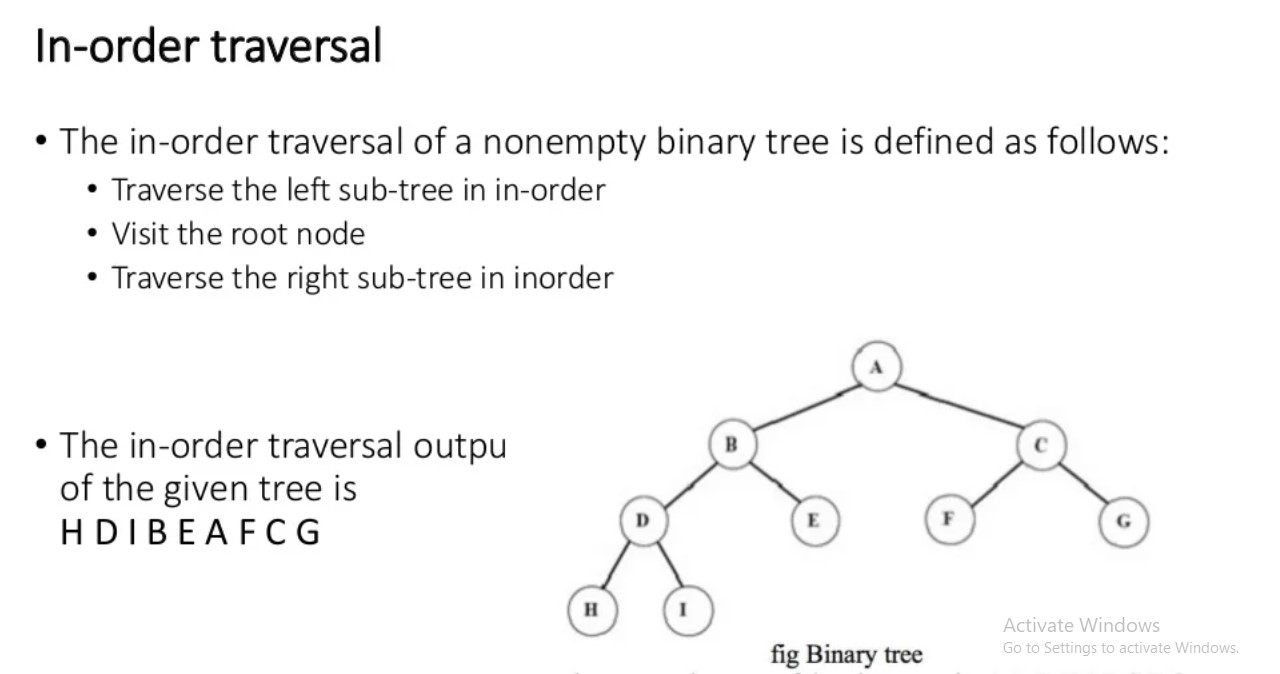 In-order traversal
• The in-order traversal of a nonempty binary tree is defined as follows:
• Traverse the left sub-tree in in-order
• Visit the root node
• Traverse the right sub-tree in inorder
• The in-order traversal outpu
of the given tree is
H D I B E A F C G
A
B
C
D
E
F
G
H
I
fig Binary tree
Activate Windows
Go to Settings to activate Windows.